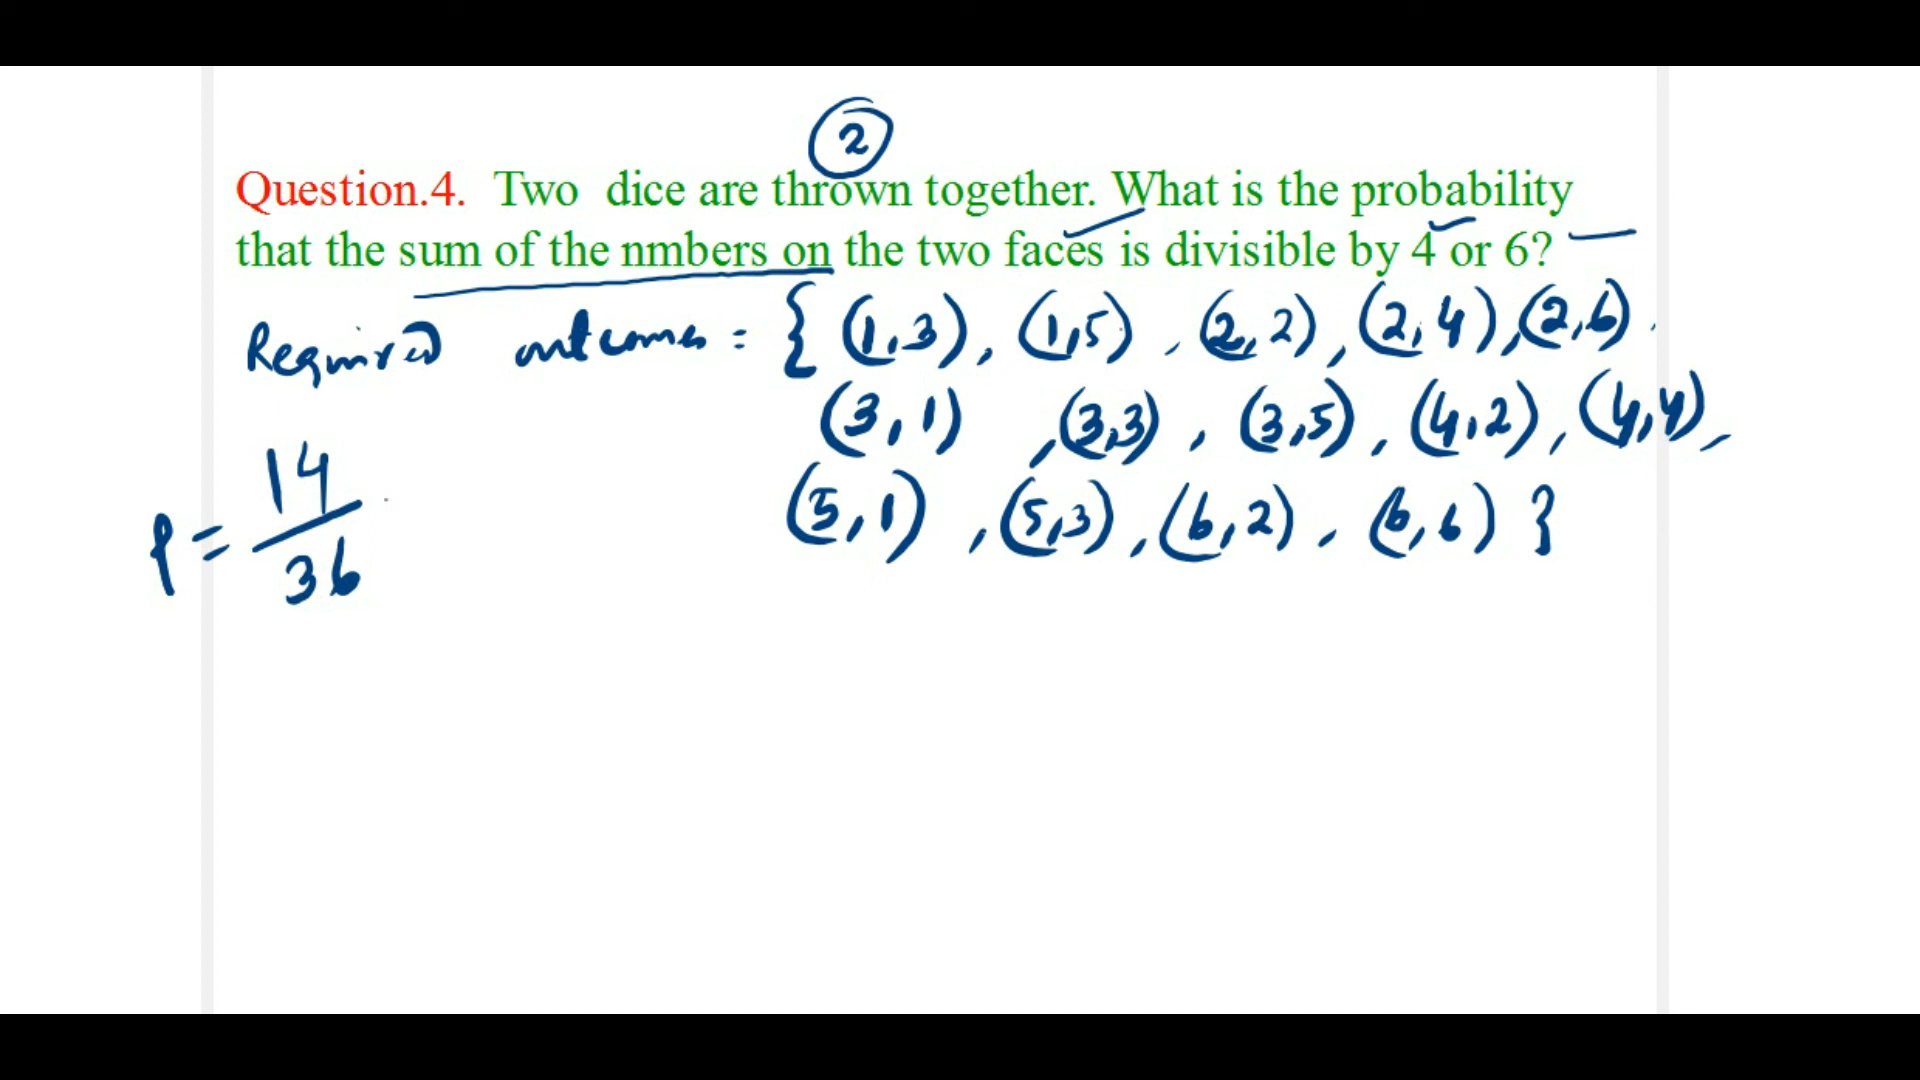 2
Question.4. Two dice are thrown together. What is the probability
that the sum of the nmbers on the two faces is divisible by 4 or 6?
Required outcomes = { (1,3), (1,5), (2,2), (2,4), (2,6),
(3,1), (3,3), (3,5), (4,2), (4,4),
(5,1), (5,3), (6,2), (6,6) }
P = 14/36